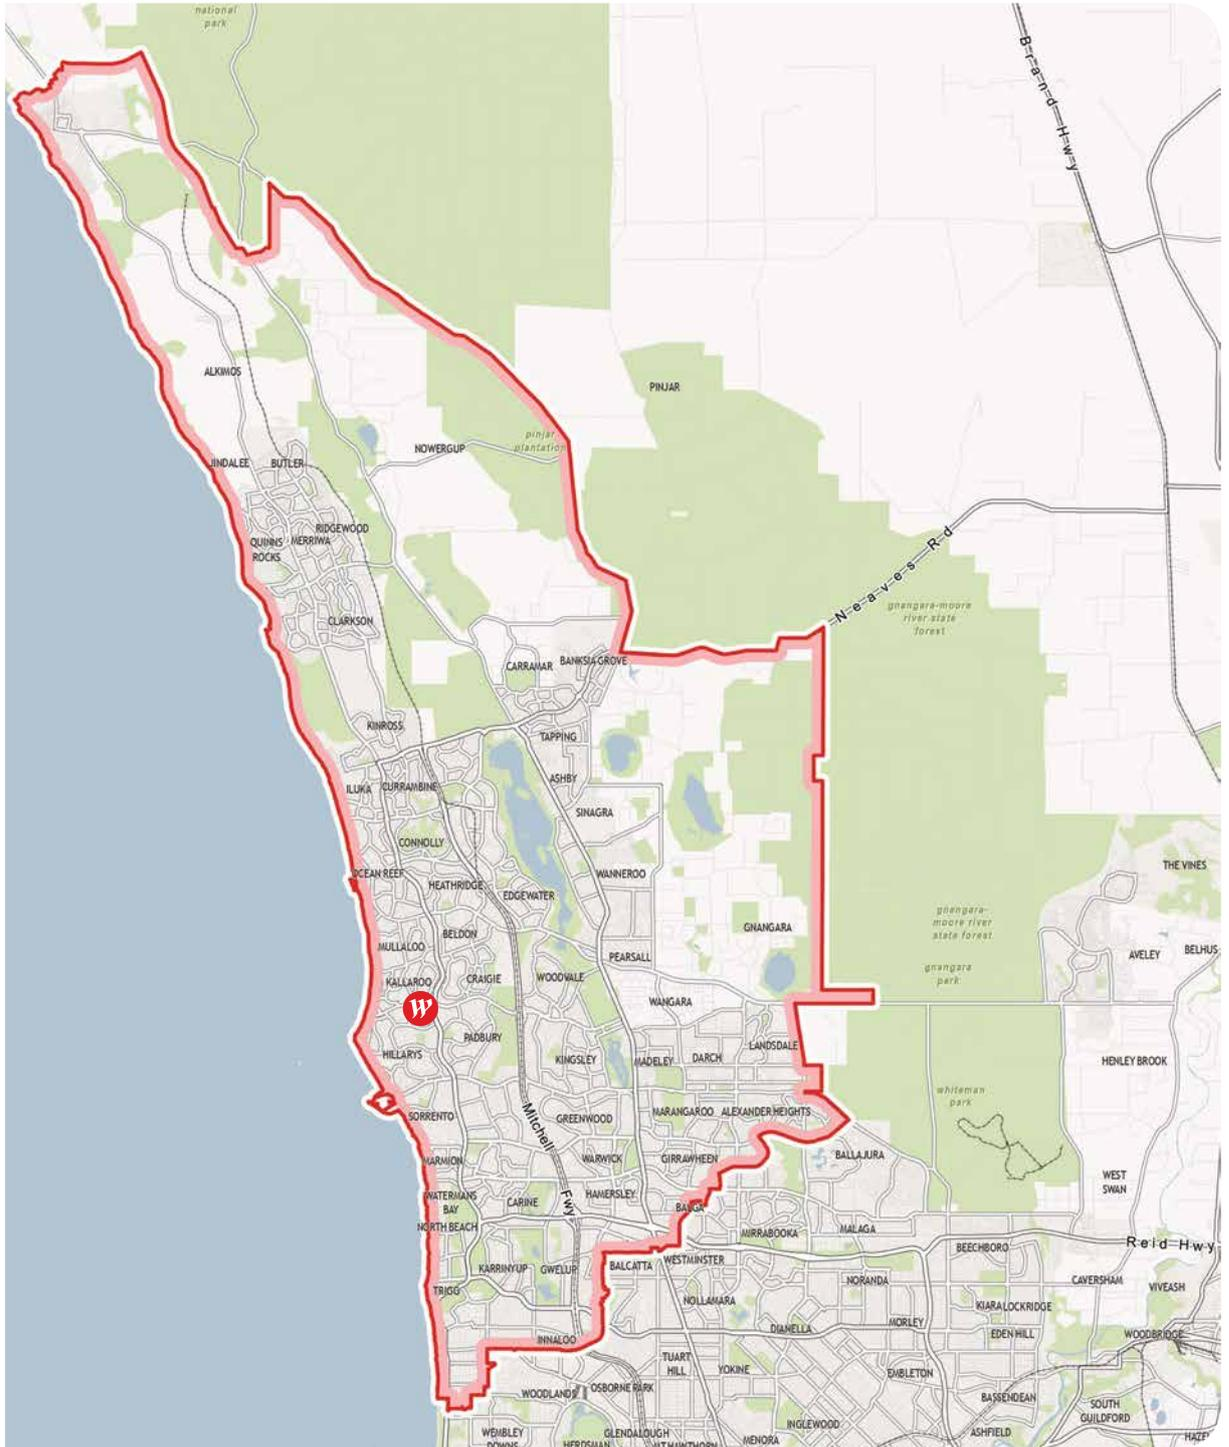 national
park
Brand Hwy
ALKIMOS
PINJAR
pinjar
plantation
NOWERGUP
JINDALEE
BUTLER
RIDGEWOOD
QUINNS
ROCKS
MERRIWA
Neaves Rd
gnangara-moore
river state
forest
CLARKSON
CARRAMAR
BANKSIA GROVE
KINROSS
TAPPING
ASHBY
ILUKA
CURRAMBINE
SINAGRA
CONNOLLY
THE VINES
OCEAN REEF
HEATHRIDGE
WANNEROO
EDGEWATER
gnangara-
moore river
state forest
GNANGARA
BELDON
MULLALOO
AVELEY
BELHUS
PEARSALL
gnangara
park
KALLAROO
CRAIGIE
WOODVALE
W
WANGARA
PADBURY
LANDSDALE
HILLARYS
KINGSLEY
MADELEY
DARCH
HENLEY BROOK
whiteman
park
SORRENTO
Mitchell
Fwy
GREENWOOD
MARANGAROO
ALEXANDER HEIGHTS
MARMION
WARWICK
GIRRAWHEEN
BALLAJURA
WEST
SWAN
WATERMANS
BAY
CARINE
HAMERSLEY
BALGA
NORTH BEACH
MIRRABOOKA
MALAGA
Reid Hwy
BEECHBORO
KARRINYUP
GWELUP
BALCATTA
WESTMINSTER
NORANDA
CAVERSHAM
VIVEASH
TRIGG
NOLLAMARA
KIARA
LOCKRIDGE
INNALOO
DIANELLA
MORLEY
EDEN HILL
WOODBRIDGE
TUART
HILL
YOKINE
EMBLETON
WOODLANDS
OSBORNE PARK
BASSENDEAN
SOUTH
GUILDFORD
INGLEWOOD
WEMBLEY
DOWNS
HERDSMAN
GLENDALOUGH
MT HAWTHORN
MENORA
ASHFIELD
HAZE